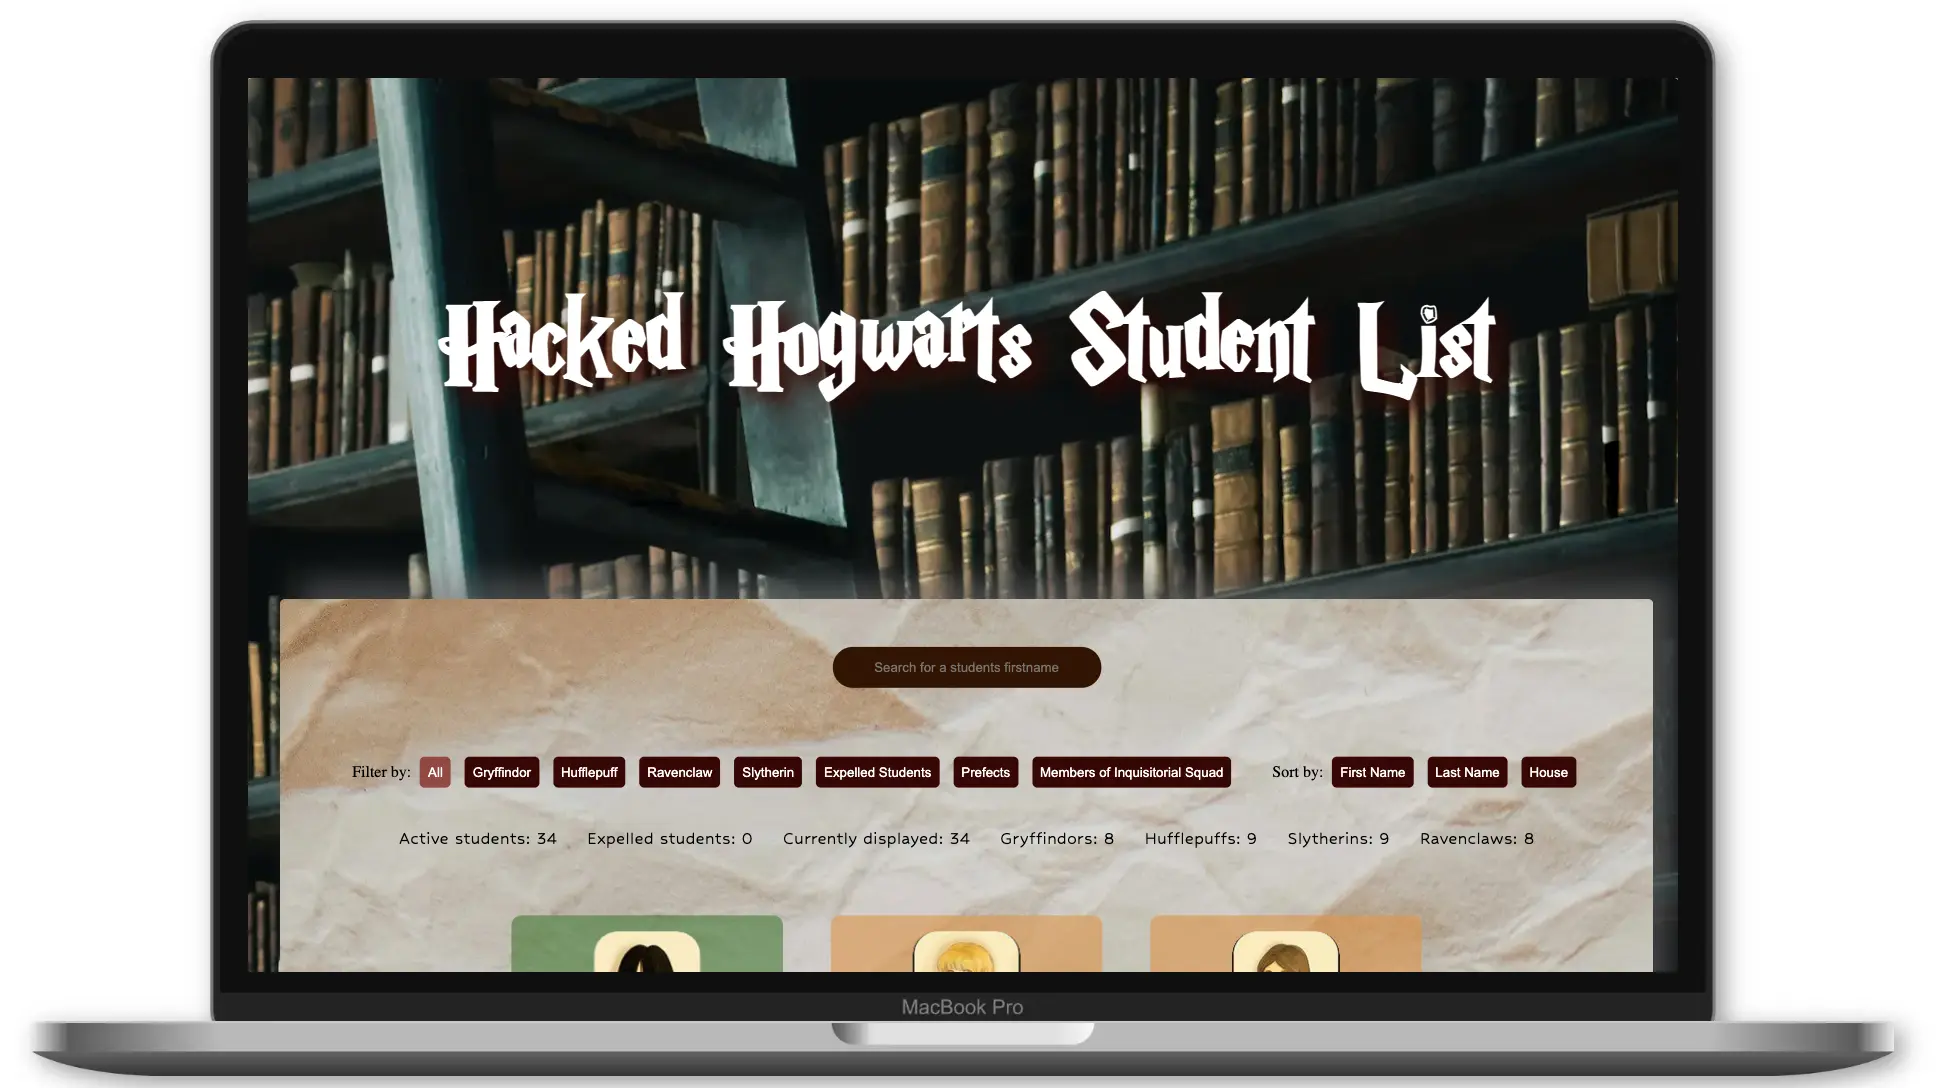 Hacked Hogwarts Student List
Search for a students firstname
Filter by: All Gryffindor Hufflepuff Ravenclaw Slytherin Expelled Students Prefects Members of Inquisitorial Squad Sort by: First Name Last Name House
Active students: 34 Expelled students: 0 Currently displayed: 34 Gryffindors: 8 Hufflepuffs: 9 Slytherins: 9 Ravenclaws: 8
MacBook Pro